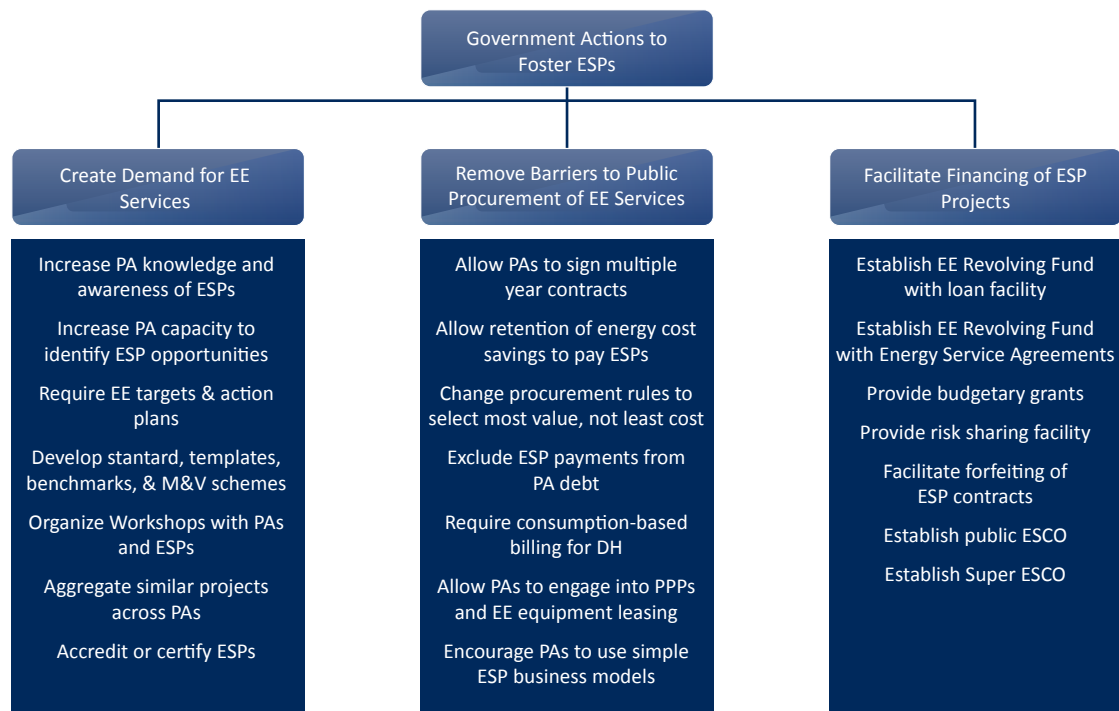 Government Actions to
Foster ESPs
Create Demand for EE
Services
Increase PA knowledge and
awareness of ESPs
Increase PA capacity to
identify ESP opportunities
Require EE targets & action
plans
Develop stantard, templates,
benchmarks, & M&V schemes
Organize Workshops with PAs
and ESPs
Aggregate similar projects
across PAs
Accredit or certify ESPs
Remove Barriers to Public
Procurement of EE Services
Allow PAs to sign multiple
year contracts
Allow retention of energy cost
savings to pay ESPs
Change procurement rules to
select most value, not least cost
Exclude ESP payments from
PA debt
Require consumption-based
billing for DH
Allow PAs to engage into PPPs
and EE equipment leasing
Encourage PAs to use simple
ESP business models
Facilitate Financing of ESP
Projects
Establish EE Revolving Fund
with loan facility
Establish EE Revolving Fund
with Energy Service Agreements
Provide budgetary grants
Provide risk sharing facility
Facilitate forfeiting of
ESP contracts
Establish public ESCO
Establish Super ESCO